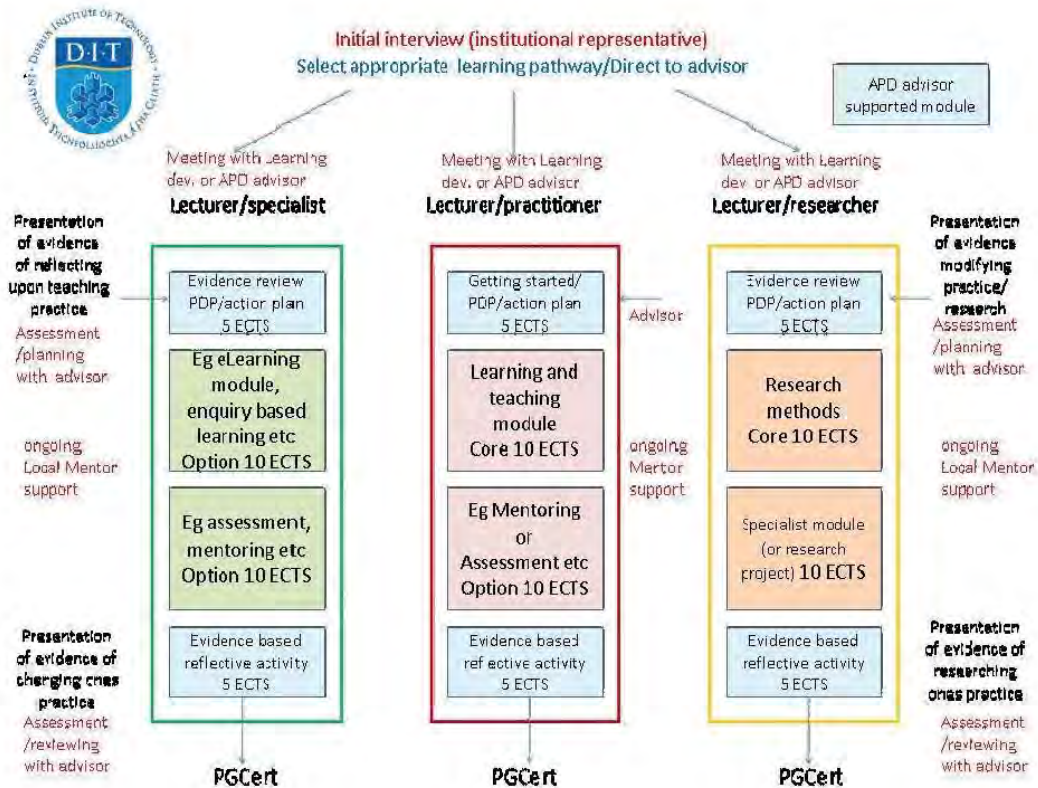 DUBLIN INSTITUTE OF TECHNOLOGY
D·I·T
Initial interview (institutional representative)
Select appropriate learning pathway/Direct to advisor
APD advisor
supported module
Meeting with Learning
dev. or APD advisor
Lecturer/specialist
Meeting with Learning
dev. or APD advisor
Lecturer/practitioner
Meeting with Learning
dev. or APD advisor
Lecturer/researcher
Presentation
of evidence
of reflecting
upon teaching
practice
Assessment
/planning
with advisor
ongoing
Local Mentor
support
Presentation
of evidence of
changing ones
practice
Assessment
/reviewing
with advisor
Evidence review
PDP/action plan
5 ECTS
Eg eLearning
module,
enquiry based
learning etc
Option 10 ECTS
Eg assessment,
mentoring etc
Option 10 ECTS
Evidence based
reflective activity
5 ECTS
PGCert
Getting started/
PDP/action plan
5 ECTS
Learning and
teaching
module
Core 10 ECTS
Eg Mentoring
or
Assessment etc
Option 10 ECTS
Evidence based
reflective activity
5 ECTS
PGCert
Advisor
ongoing
Mentor
support
Evidence review
PDP/action plan
5 ECTS
Research
methods
Core 10 ECTS
Specialist module
(or research
project) 10 ECTS
Evidence based
reflective activity
5 ECTS
PGCert
Presentation
of evidence
modifying
practice/
research
Assessment
/planning
with advisor
ongoing
Local Mentor
support
Presentation
of evidence of
researching
ones practice
Assessment
/reviewing
with advisor